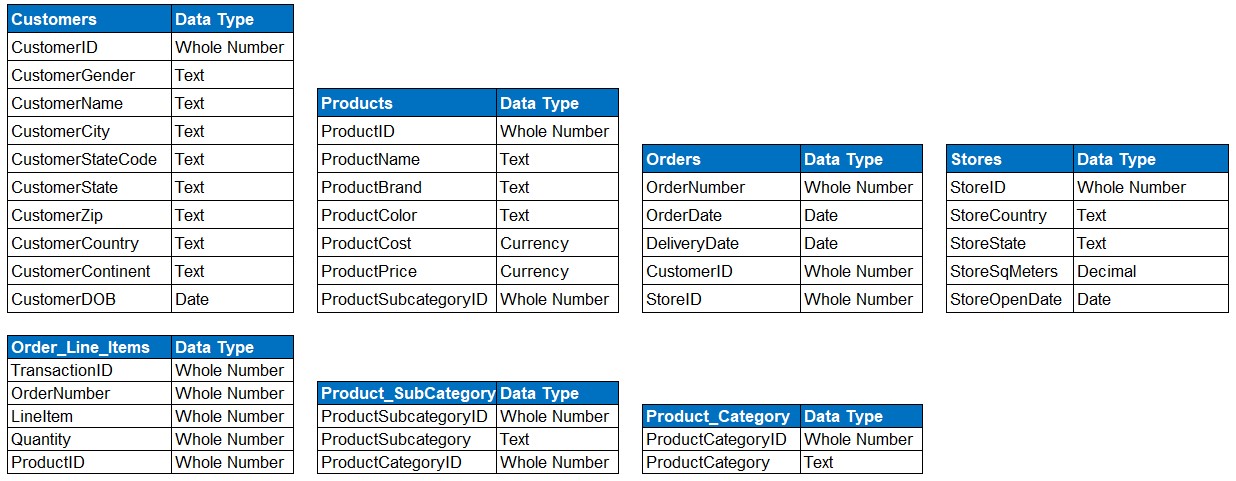 Customers Data Type
CustomerID Whole Number
CustomerGender Text
CustomerName Text
CustomerCity Text
CustomerStateCode Text
CustomerState Text
CustomerZip Text
CustomerCountry Text
CustomerContinent Text
CustomerDOB Date
Products Data Type
ProductID Whole Number
ProductName Text
ProductBrand Text
ProductColor Text
ProductCost Currency
ProductPrice Currency
ProductSubcategoryID Whole Number
Orders Data Type
OrderNumber Whole Number
OrderDate Date
DeliveryDate Date
CustomerID Whole Number
StoreID Whole Number
Stores Data Type
StoreID Whole Number
StoreCountry Text
StoreState Text
StoreSqMeters Decimal
StoreOpenDate Date
Order_Line_Items Data Type
TransactionID Whole Number
OrderNumber Whole Number
LineItem Whole Number
Quantity Whole Number
ProductID Whole Number
Product_SubCategory Data Type
ProductSubcategoryID Whole Number
ProductSubcategory Text
ProductCategoryID Whole Number
Product_Category Data Type
ProductCategoryID Whole Number
ProductCategory Text